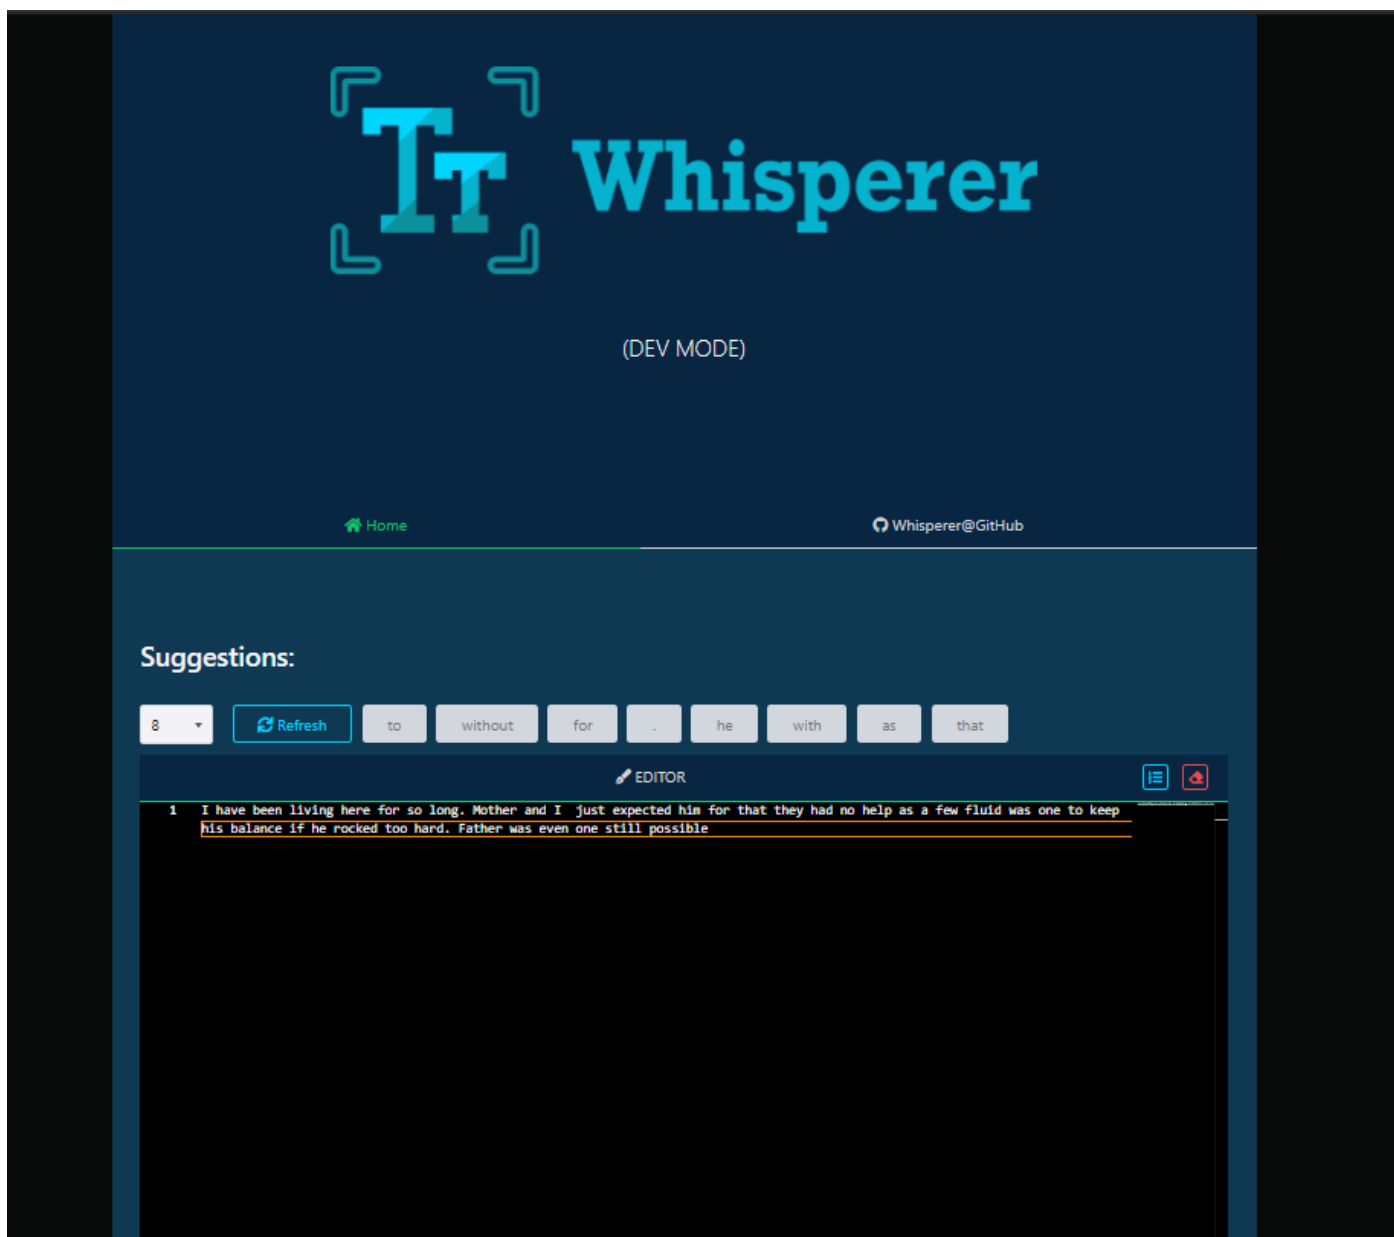 TT Whisperer
(DEV MODE)
Home Whisperer@GitHub
Suggestions:
8 Refresh to without for . he with as that
EDITOR
1 I have been living here for so long. Mother and I  just expected him for that they had no help as a few fluid was one to keep
his balance if he rocked too hard. Father was even one still possible